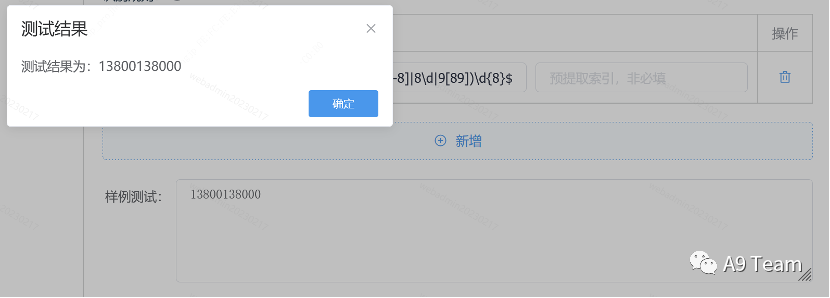 测试结果
测试结果为：13800138000
确定
操作
-8]|8\d|9[89])\d{8}$
预提取索引，非必填
新增
样例测试：
13800138000
A9 Team